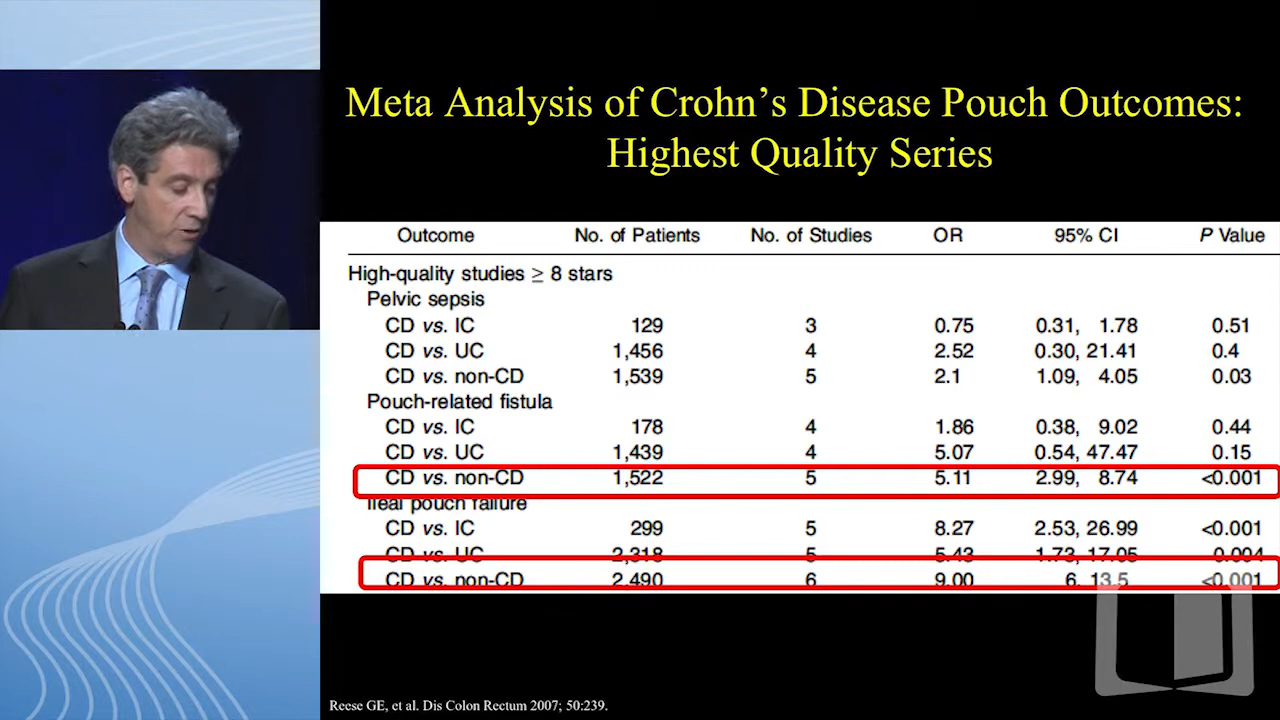 Meta Analysis of Crohn's Disease Pouch Outcomes:
Highest Quality Series
Outcome No. of Patients No. of Studies OR 95% CI P Value
High-quality studies ≥ 8 stars
Pelvic sepsis
CD vs. IC 129 3 0.75 0.31, 1.78 0.51
CD vs. UC 1,456 4 2.52 0.30, 21.41 0.4
CD vs. non-CD 1,539 5 2.1 1.09, 4.05 0.03
Pouch-related fistula
CD vs. IC 178 4 1.86 0.38, 9.02 0.44
CD vs. UC 1,439 4 5.07 0.54, 47.47 0.15
CD vs. non-CD 1,522 5 5.11 2.99, 8.74 <0.001
Ileal pouch failure
CD vs. IC 299 5 8.27 2.53, 26.99 <0.001
CD vs. UC 2,318 5 5.43 1.73, 17.05 0.004
CD vs. non-CD 2,490 6 9.00 6, 13.5 <0.001
Reese GE, et al. Dis Colon Rectum 2007; 50:239.